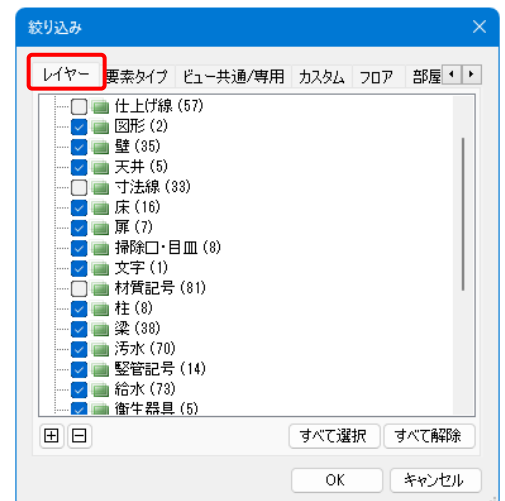 絞り込み
レイヤー 要素タイプ ビュー共通/専用 カスタム フロア 部屋
仕上げ線 (57)
図形 (2)
壁 (35)
天井 (5)
寸法線 (33)
床 (16)
扉 (7)
掃除口・目皿 (8)
文字 (1)
材質記号 (81)
柱 (8)
梁 (38)
汚水 (70)
竪管記号 (14)
給水 (73)
衛生器具 (5)
すべて選択 すべて解除
OK キャンセル